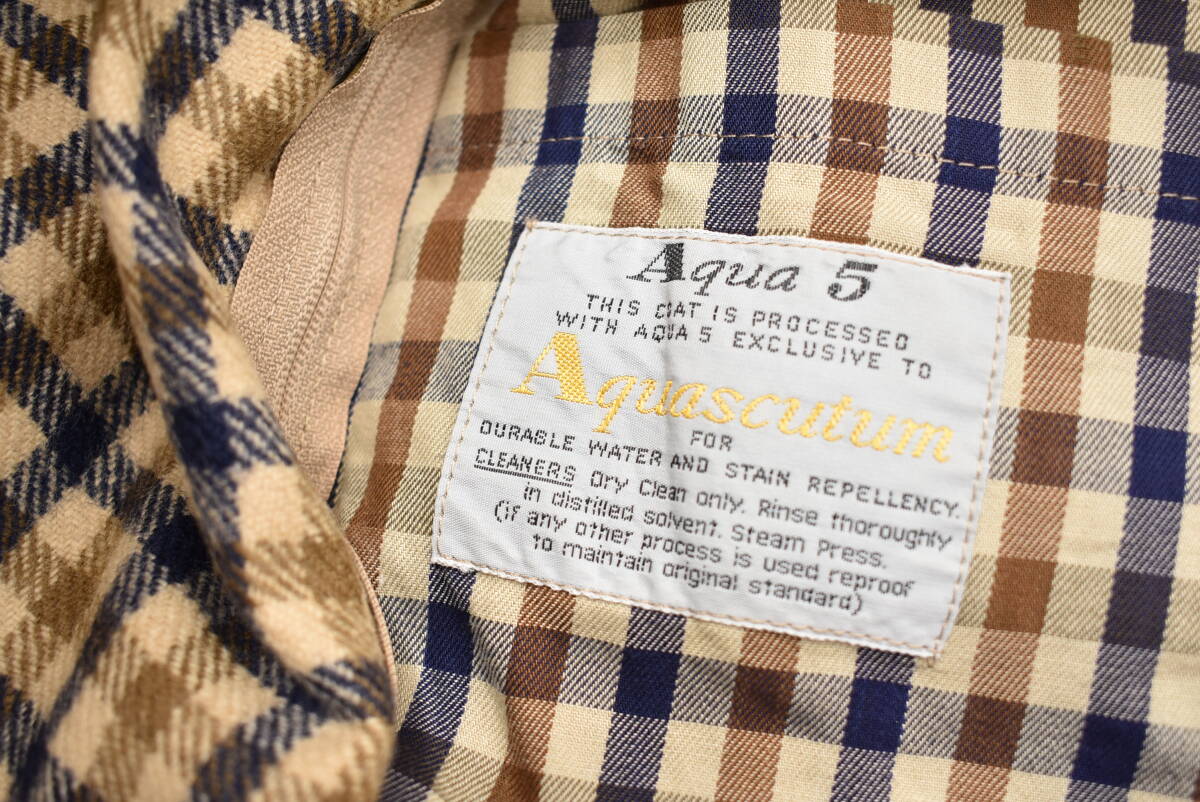 Aqua 5
THIS COAT IS PROCESSED
WITH AQUA 5 EXCLUSIVE TO
Aquascutum
FOR
DURABLE WATER AND STAIN REPELLENCY.
CLEANERS Dry Clean only. Rinse thoroughly
in distilled solvent. Steam Press.
(if any other process is used reproof
to maintain original standard)